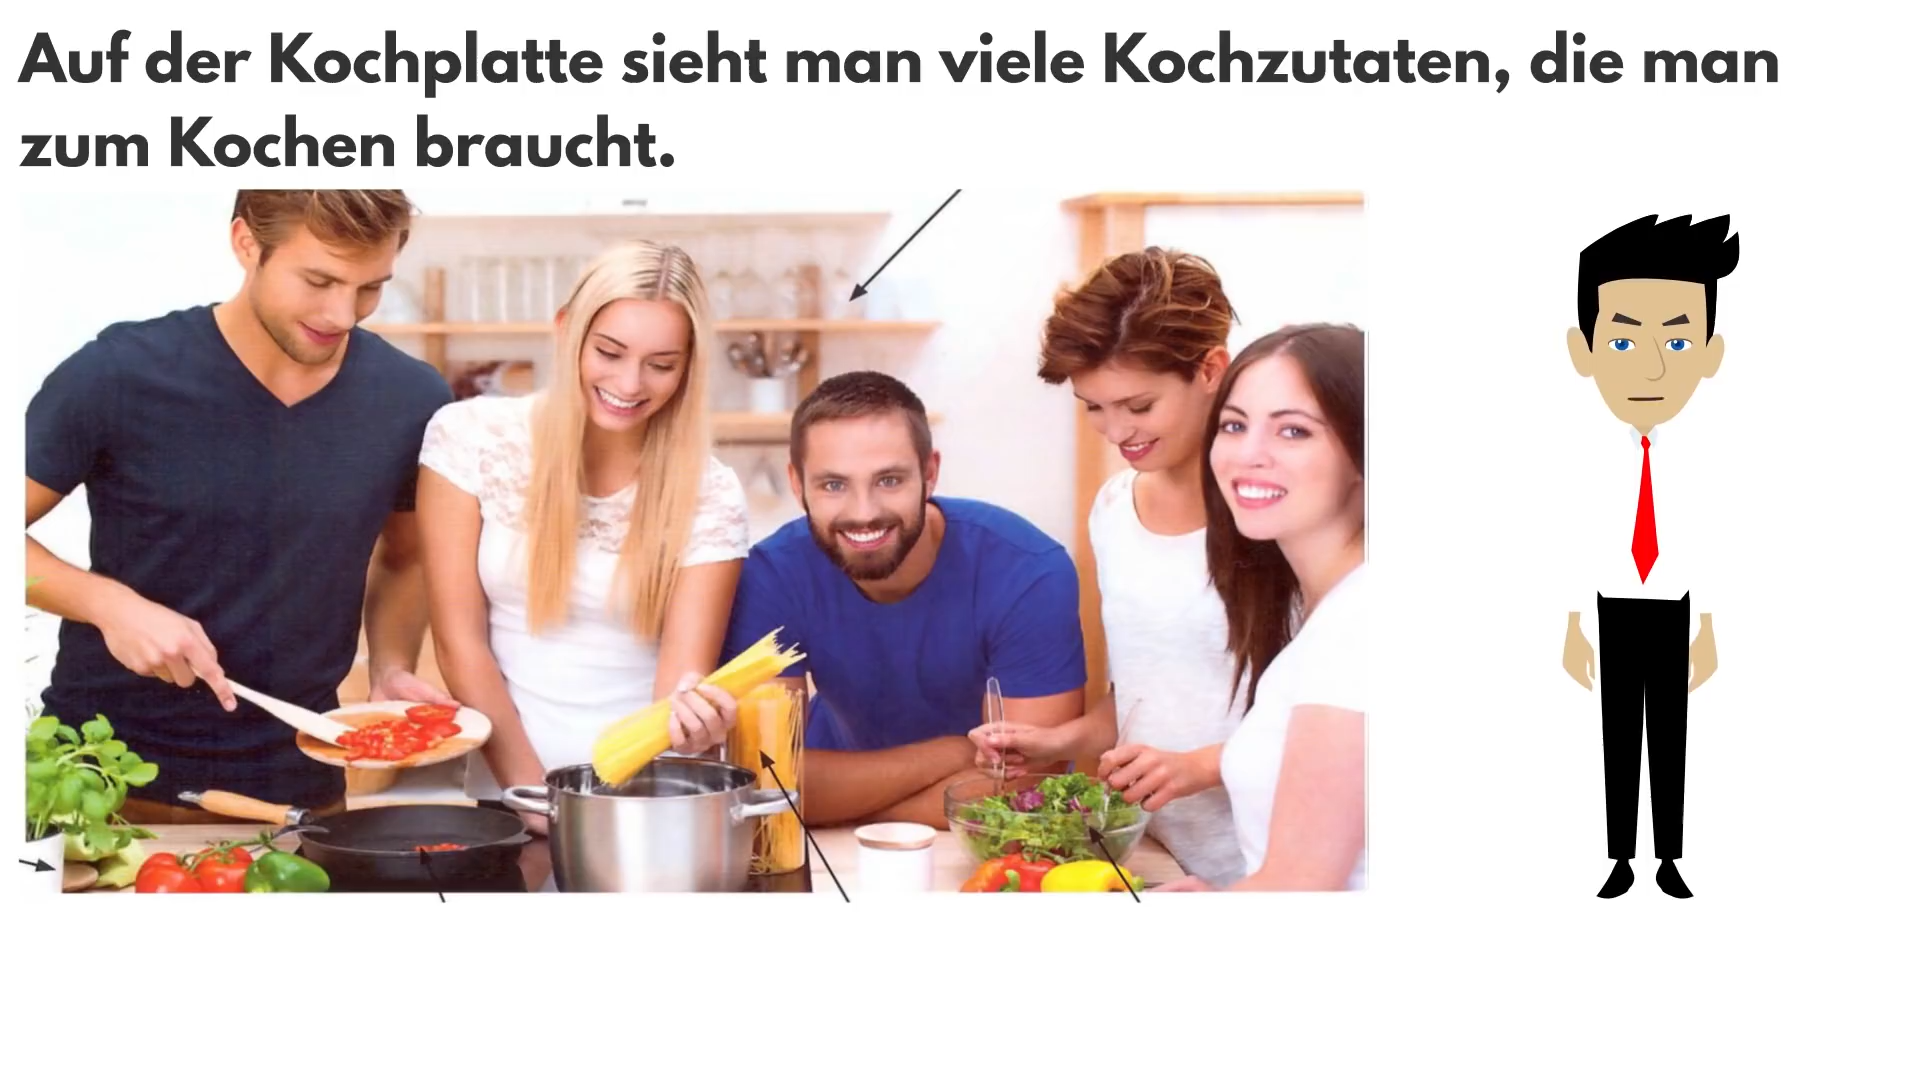 Auf der Kochplatte sieht man viele Kochzutaten, die man
zum Kochen braucht.